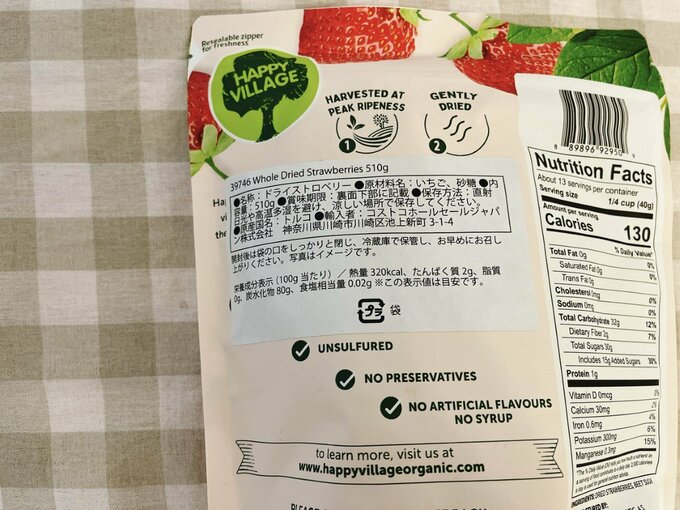 Resealable zipper
for freshness
HAPPY
VILLAGE
HARVESTED AT
PEAK RIPENESS
1
GENTLY
DRIED
2
39746 Whole Dried Strawberries 510g
●名称：ドライストロベリー ●原材料名：いちご、砂糖 ●内
容量：510g ●賞味期限：裏面下部に記載 ●保存方法：直射
日光や高温多湿を避け、涼しい場所で保存してください。
●原産国名：トルコ ●輸入者：コストコホールセールジャパ
ン株式会社 神奈川県川崎市川崎区池上新町 3-1-4
開封後は袋の口をしっかりと閉じ、冷蔵庫で保管し、お早めにお召し
上がりください。写真はイメージです。
栄養成分表示（100g 当たり）／ 熱量 320kcal、たんぱく質 2g、脂質
0g、炭水化物 80g、食塩相当量 0.02g ※この表示値は目安です。
プラ 袋
UNSULFURED
NO PRESERVATIVES
NO ARTIFICIAL FLAVOURS
NO SYRUP
to learn more, visit us at
www.happyvillageorganic.com
8 89896 92950 9
Nutrition Facts
About 13 servings per container
Serving size 1/4 cup (40g)
Amount per serving
Calories 130
% Daily Value*
Total Fat 0g 0%
Saturated Fat 0g 0%
Trans Fat 0g
Cholesterol 0mg 0%
Sodium 0mg 0%
Total Carbohydrate 32g 12%
Dietary Fiber 2g 7%
Total Sugars 30g
Includes 15g Added Sugars 30%
Protein 1g
Vitamin D 0mcg 0%
Calcium 30mg 2%
Iron 0.6mg 4%
Potassium 300mg 6%
Manganese 0.3mg 15%
INGREDIENTS: DRIED STRAWBERRIES, BEET SUGA